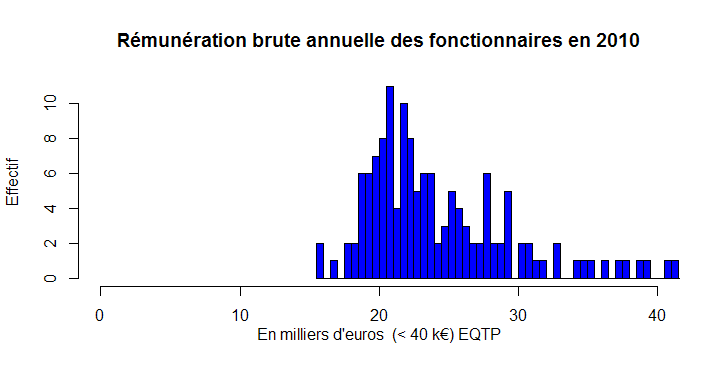 Rémunération brute annuelle des fonctionnaires en 2010
Effectif
10
8
6
4
2
0
0 10 20 30 40
En milliers d'euros (< 40 k€) EQTP